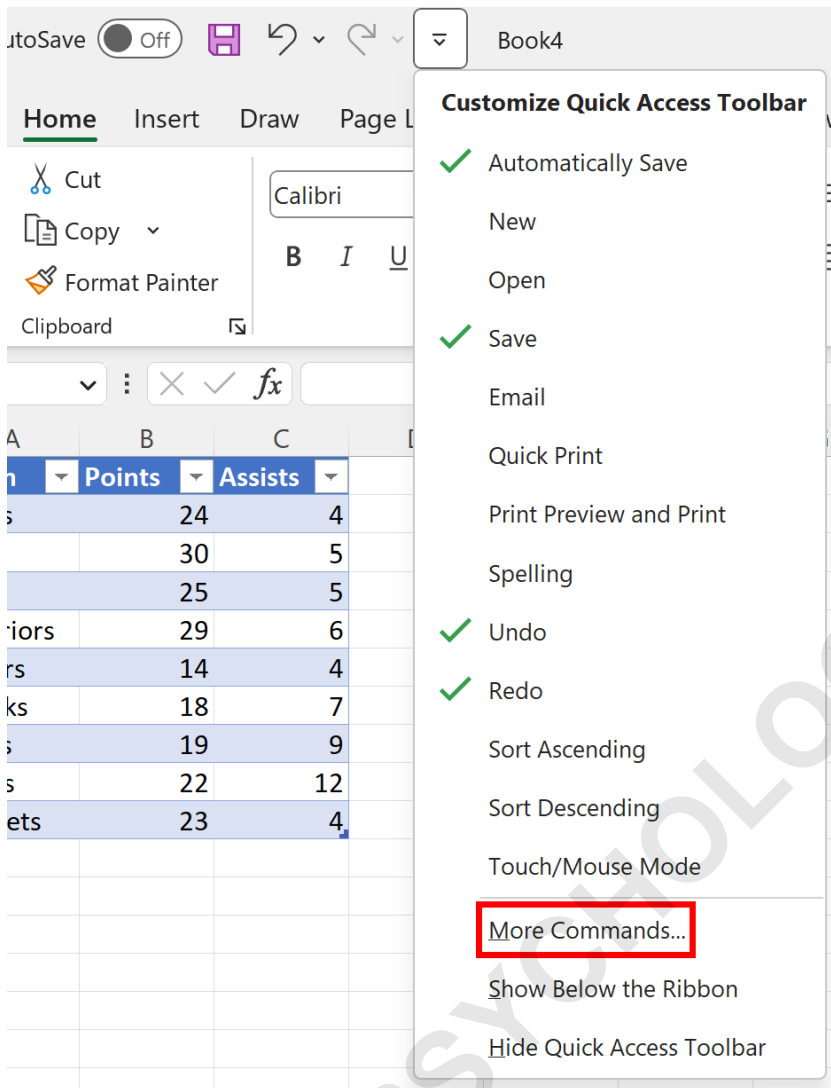 utoSave Off Book4
Customize Quick Access Toolbar
Home Insert Draw Page L
Automatically Save
New
Open
Save
Email
Quick Print
Print Preview and Print
Spelling
Undo
Redo
Sort Ascending
Sort Descending
Touch/Mouse Mode
More Commands...
Show Below the Ribbon
Hide Quick Access Toolbar
Cut
Copy
Format Painter
Clipboard
Calibri
B I U
fx
A B C
n Points Assists
s 24 4
30 5
25 5
riors 29 6
rs 14 4
ks 18 7
s 19 9
s 22 12
ets 23 4
SYCHOLO